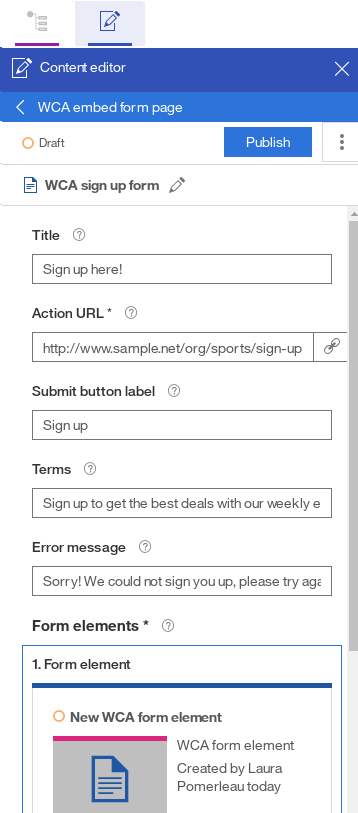 Content editor
WCA embed form page
Draft
Publish
WCA sign up form
Title
Sign up here!
Action URL *
http://www.sample.net/org/sports/sign-up
Submit button label
Sign up
Terms
Sign up to get the best deals with our weekly e
Error message
Sorry! We could not sign you up, please try aga
Form elements *
1. Form element
New WCA form element
WCA form element
Created by Laura
Pomerleau today